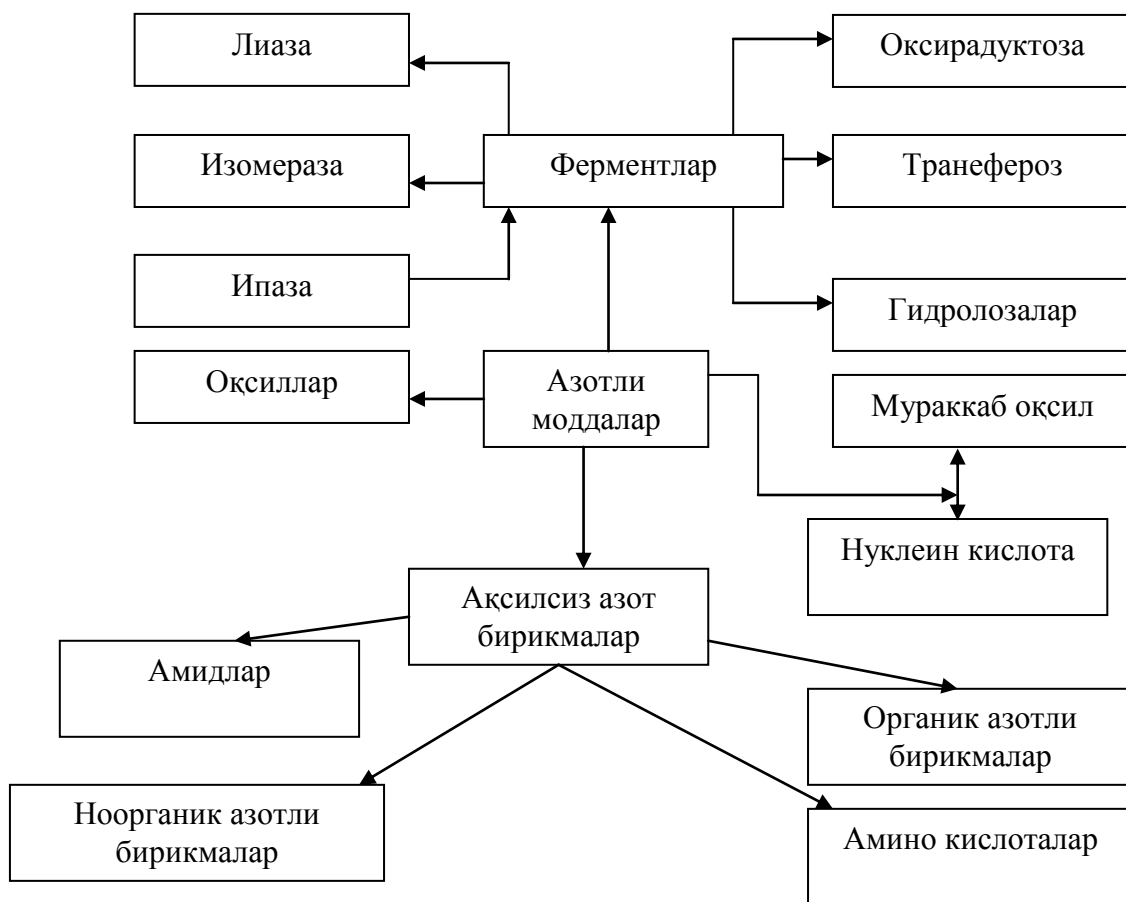 Лиаза
Оксирадуктоза
Изомераза
Ферментлар
Транефероз
Ипаза
Гидролозалар
Оқсиллар
Азотли
моддалар
Мураккаб оқсил
Нуклеин кислота
Ақсилсиз азот
бирикмалар
Амидлар
Органик азотли
бирикмалар
Ноорганик азотли
бирикмалар
Амино кислоталар